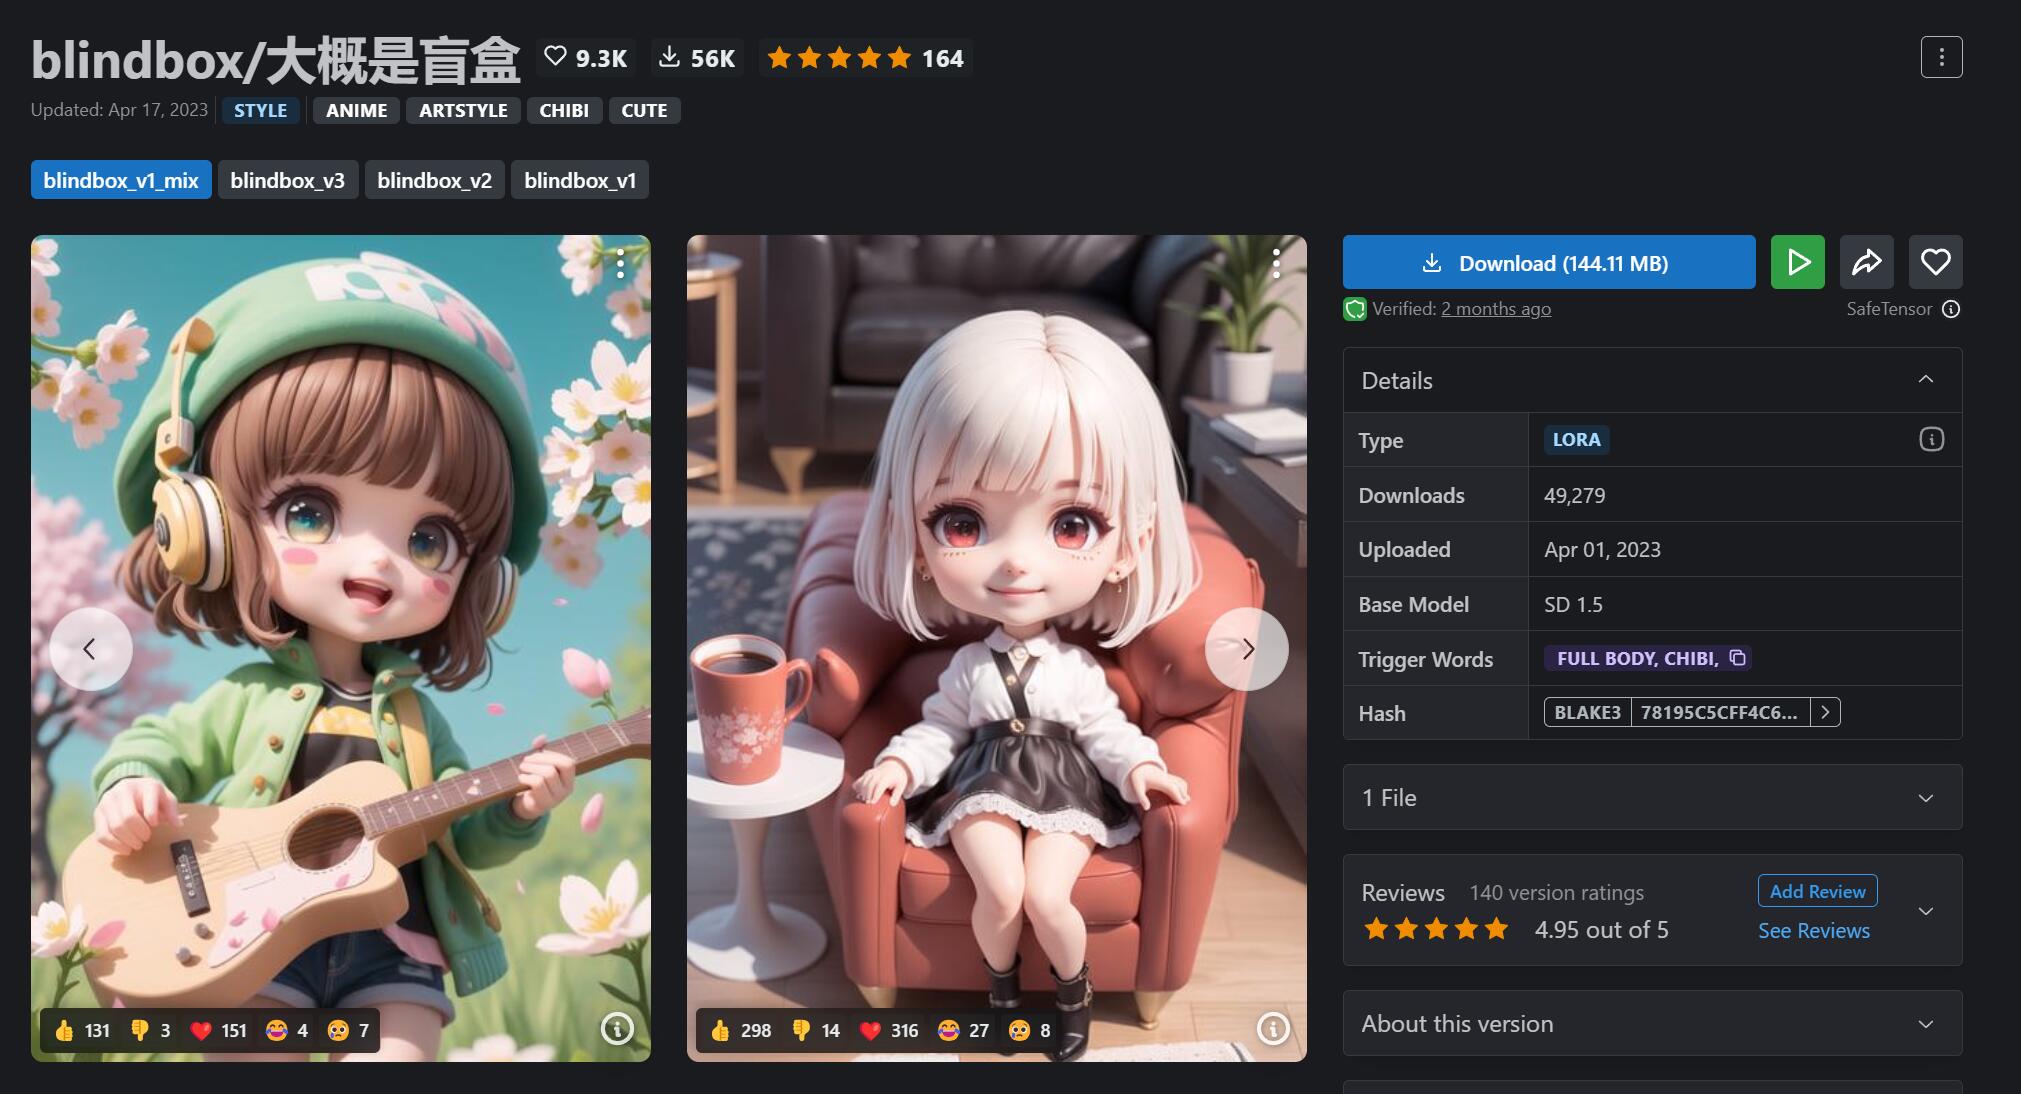 blindbox/大概是盲盒 9.3K 56K 164
Updated: Apr 17, 2023 STYLE ANIME ARTSTYLE CHIBI CUTE
blindbox_v1_mix blindbox_v3 blindbox_v2 blindbox_v1
131 3 151 4 7
298 14 316 27 8
Download (144.11 MB)
Verified: 2 months ago SafeTensor
Details
Type LORA
Downloads 49,279
Uploaded Apr 01, 2023
Base Model SD 1.5
Trigger Words FULL BODY, CHIBI,
Hash BLAKE3 78195C5CFF4C6...
1 File
Reviews 140 version ratings Add Review
4.95 out of 5 See Reviews
About this version